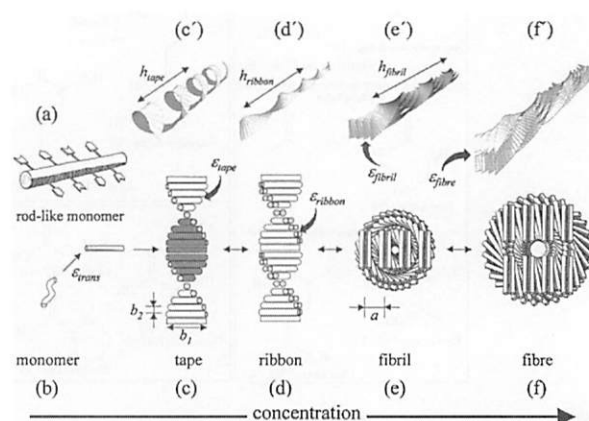 (c´) (d´) (e´) (f´)
h_tape h_ribbon h_fibril
(a)
rod-like monomer
ε_tape ε_ribbon ε_fibril ε_fibre
ε_trans
b_2 b_1 a
monomer tape ribbon fibril fibre
(b) (c) (d) (e) (f)
concentration